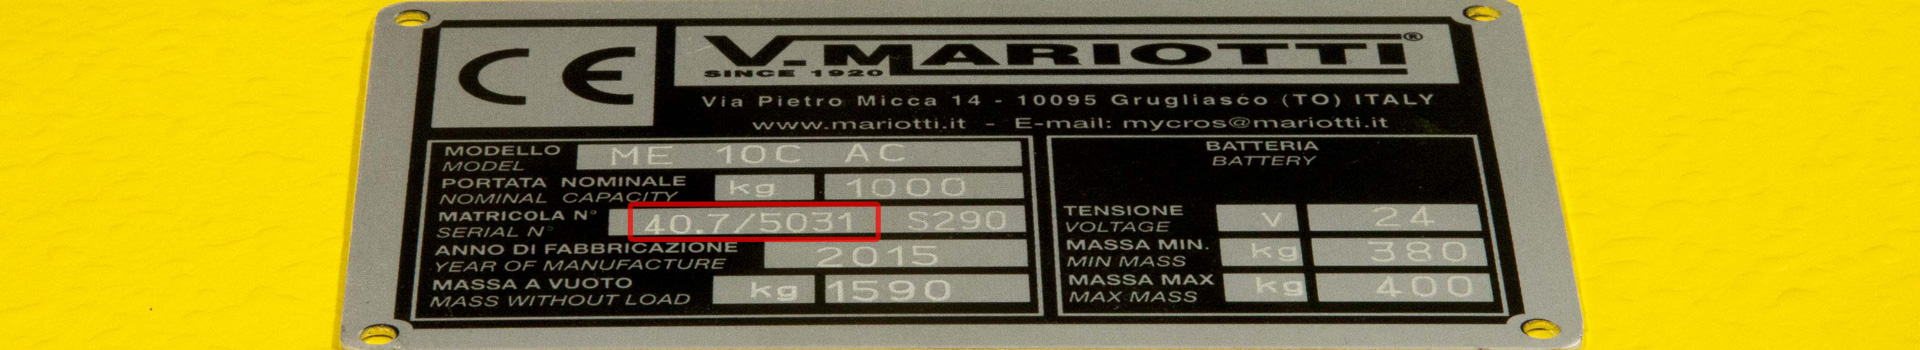 CE
V.MARIOTTI®
SINCE 1920
Via Pietro Micca 14 - 10095 Grugliasco (TO) ITALY
www.mariotti.it - E-mail: mycros@mariotti.it
MODELLO
MODEL
ME 10C AC
PORTATA NOMINALE
NOMINAL CAPACITY
kg 1000
MATRICOLA N°
SERIAL N°
40.7/5031 S290
ANNO DI FABBRICAZIONE
YEAR OF MANUFACTURE
2015
MASSA A VUOTO
MASS WITHOUT LOAD
kg 1590
BATTERIA
BATTERY
TENSIONE
VOLTAGE
V 24
MASSA MIN.
MIN MASS
kg 380
MASSA MAX
MAX MASS
kg 400